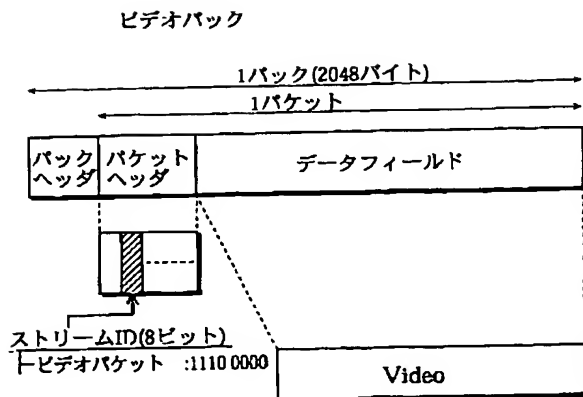 ビデオパック
1パック(2048バイト)
1パケット
パック
ヘッダ
パケット
ヘッダ
データフィールド
ストリームID(8ビット)
ビデオパケット :1110 0000
Video